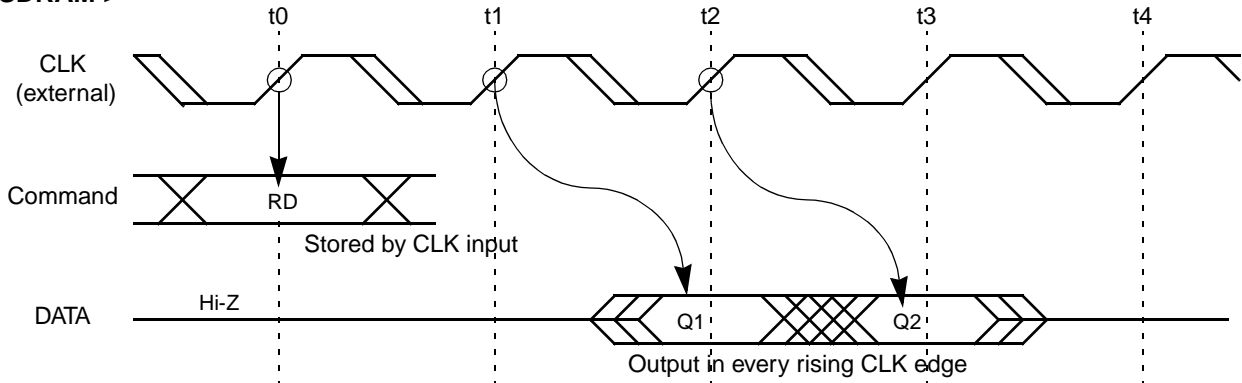 t0 t1 t2 t3 t4
CLK
(external)
Command
RD
Stored by CLK input
Hi-Z
DATA
Q1 Q2
Output in every rising CLK edge